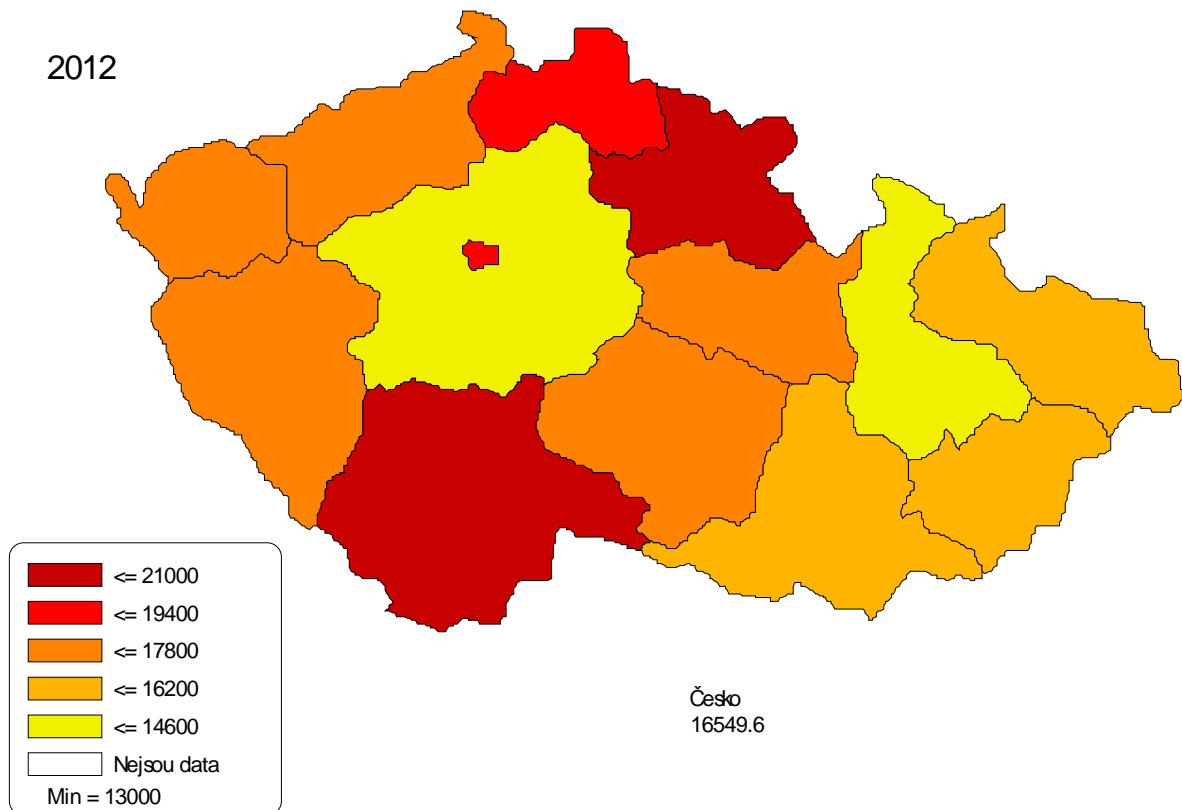 2012
<= 21000
<= 19400
<= 17800
<= 16200
<= 14600
Nejsou data
Min = 13000
Česko
16549.6